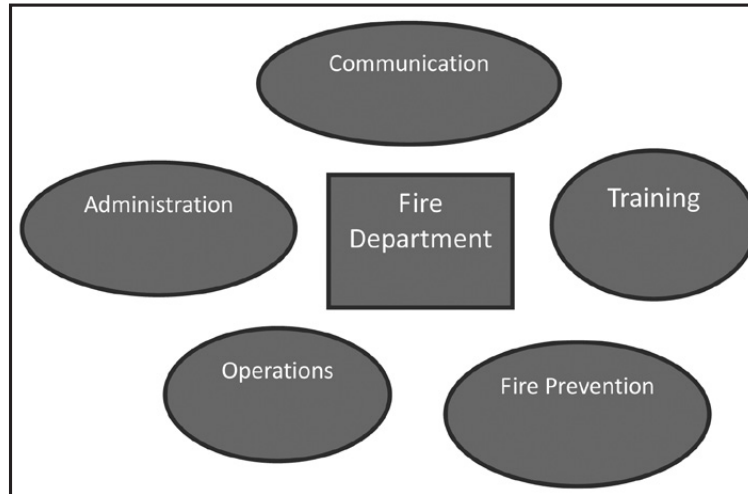 Communication
Administration
Fire
Department
Training
Operations
Fire Prevention